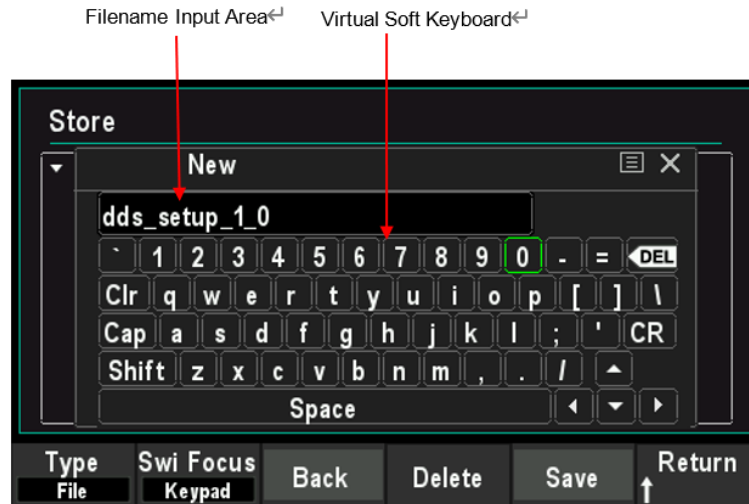 Filename Input Area↵ Virtual Soft Keyboard↵
Store
New
dds_setup_1_0
` 1 2 3 4 5 6 7 8 9 0 - = DEL
Clr q w e r t y u i o p [ ] \
Cap a s d f g h j k l ; ' CR
Shift z x c v b n m , . /
Space
Type Swi Focus Back Delete Save Return
File Keypad